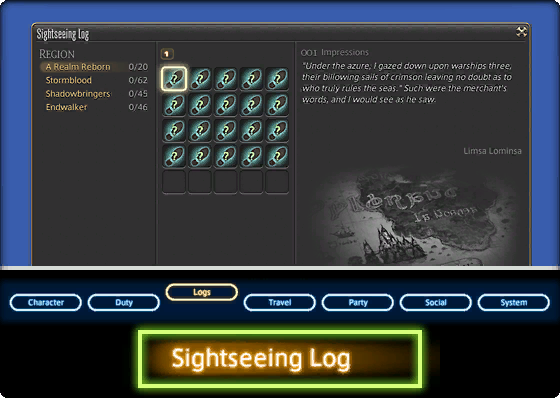 Sightseeing Log
REGION
A Realm Reborn 0/20
Stormblood 0/62
Shadowbringers 0/45
Endwalker 0/46
1
001 Impressions
"Under the azure, I gazed down upon warships three,
their billowing sails of crimson leaving no doubt as to
who truly rules the seas." Such were the merchant's
words, and I would see as he saw.
Limsa Lominsa
? ? ? ? ?
? ? ? ? ?
? ? ? ? ?
? ? ? ? ?
Character Duty Logs Travel Party Social System
Sightseeing Log